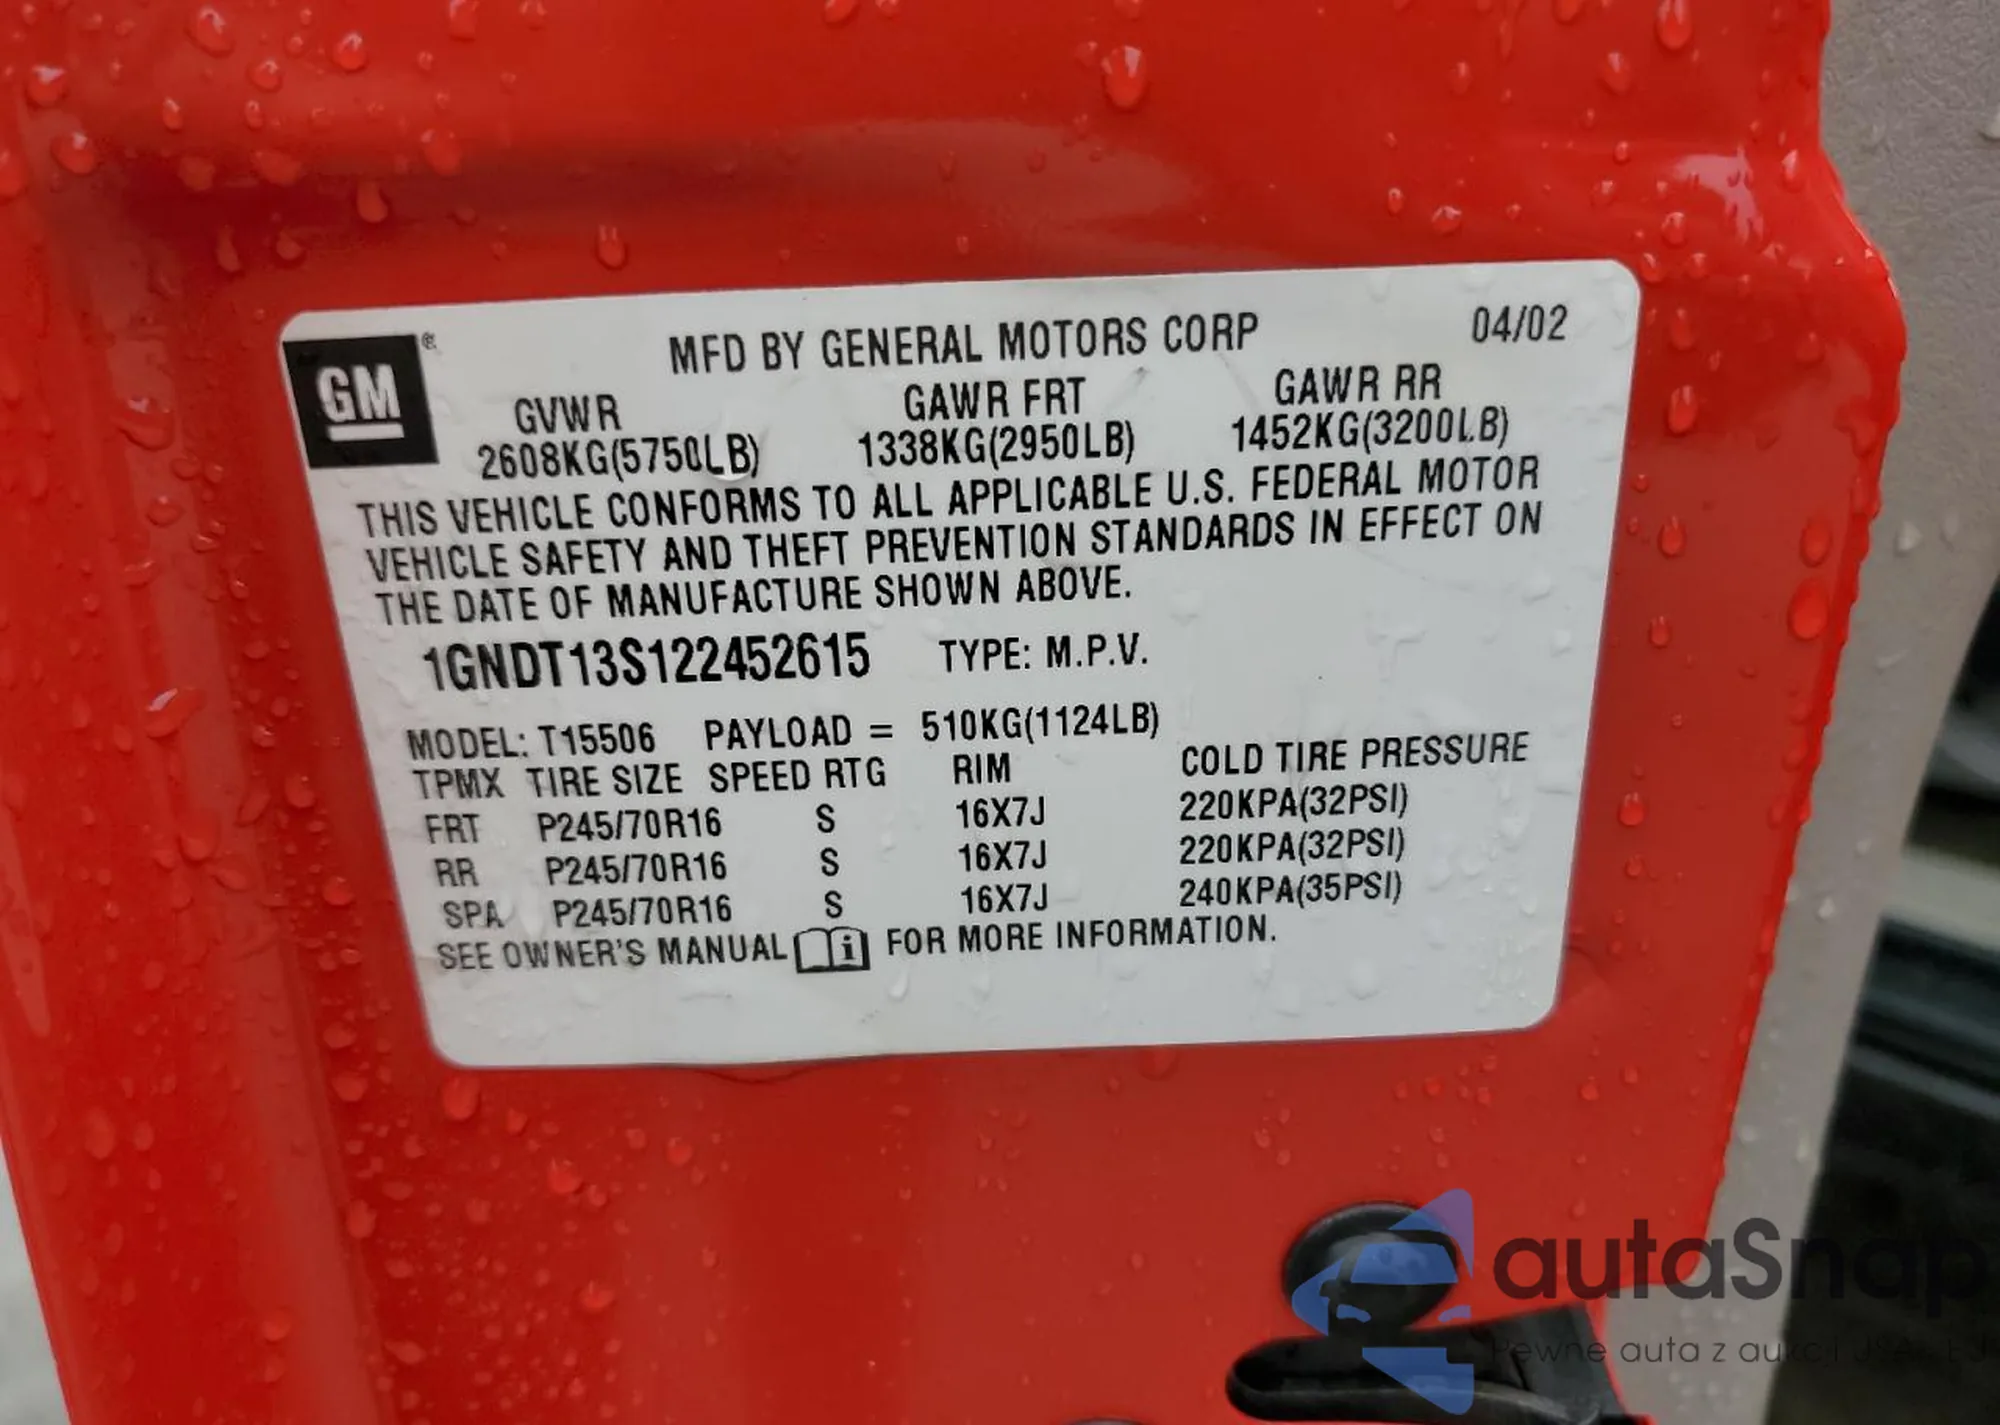 GM®
MFD BY GENERAL MOTORS CORP 04/02
GVWR GAWR FRT GAWR RR
2608KG(5750LB) 1338KG(2950LB) 1452KG(3200LB)
THIS VEHICLE CONFORMS TO ALL APPLICABLE U.S. FEDERAL MOTOR
VEHICLE SAFETY AND THEFT PREVENTION STANDARDS IN EFFECT ON
THE DATE OF MANUFACTURE SHOWN ABOVE.
1GNDT13S122452615 TYPE: M.P.V.
MODEL: T15506 PAYLOAD = 510KG(1124LB)
TPMX TIRE SIZE SPEED RTG RIM COLD TIRE PRESSURE
FRT P245/70R16 S 16X7J 220KPA(32PSI)
RR P245/70R16 S 16X7J 220KPA(32PSI)
SPA P245/70R16 S 16X7J 240KPA(35PSI)
SEE OWNER'S MANUAL i FOR MORE INFORMATION.
autaSnap
Pewne auta z aukcji